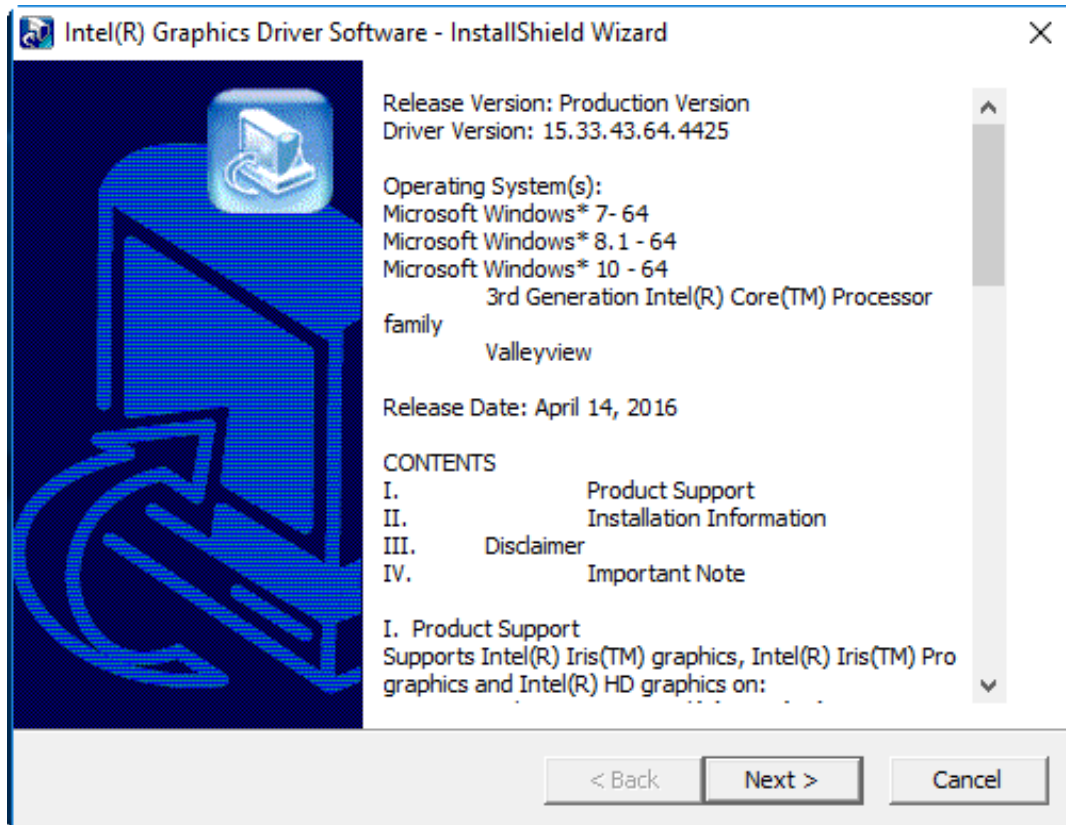 Intel(R) Graphics Driver Software - InstallShield Wizard
Release Version: Production Version
Driver Version: 15.33.43.64.4425
Operating System(s):
Microsoft Windows* 7- 64
Microsoft Windows* 8.1 - 64
Microsoft Windows* 10 - 64
3rd Generation Intel(R) Core(TM) Processor
family
Valleyview
Release Date: April 14, 2016
CONTENTS
I. Product Support
II. Installation Information
III. Disclaimer
IV. Important Note
I. Product Support
Supports Intel(R) Iris(TM) graphics, Intel(R) Iris(TM) Pro
graphics and Intel(R) HD graphics on:
< Back Next > Cancel